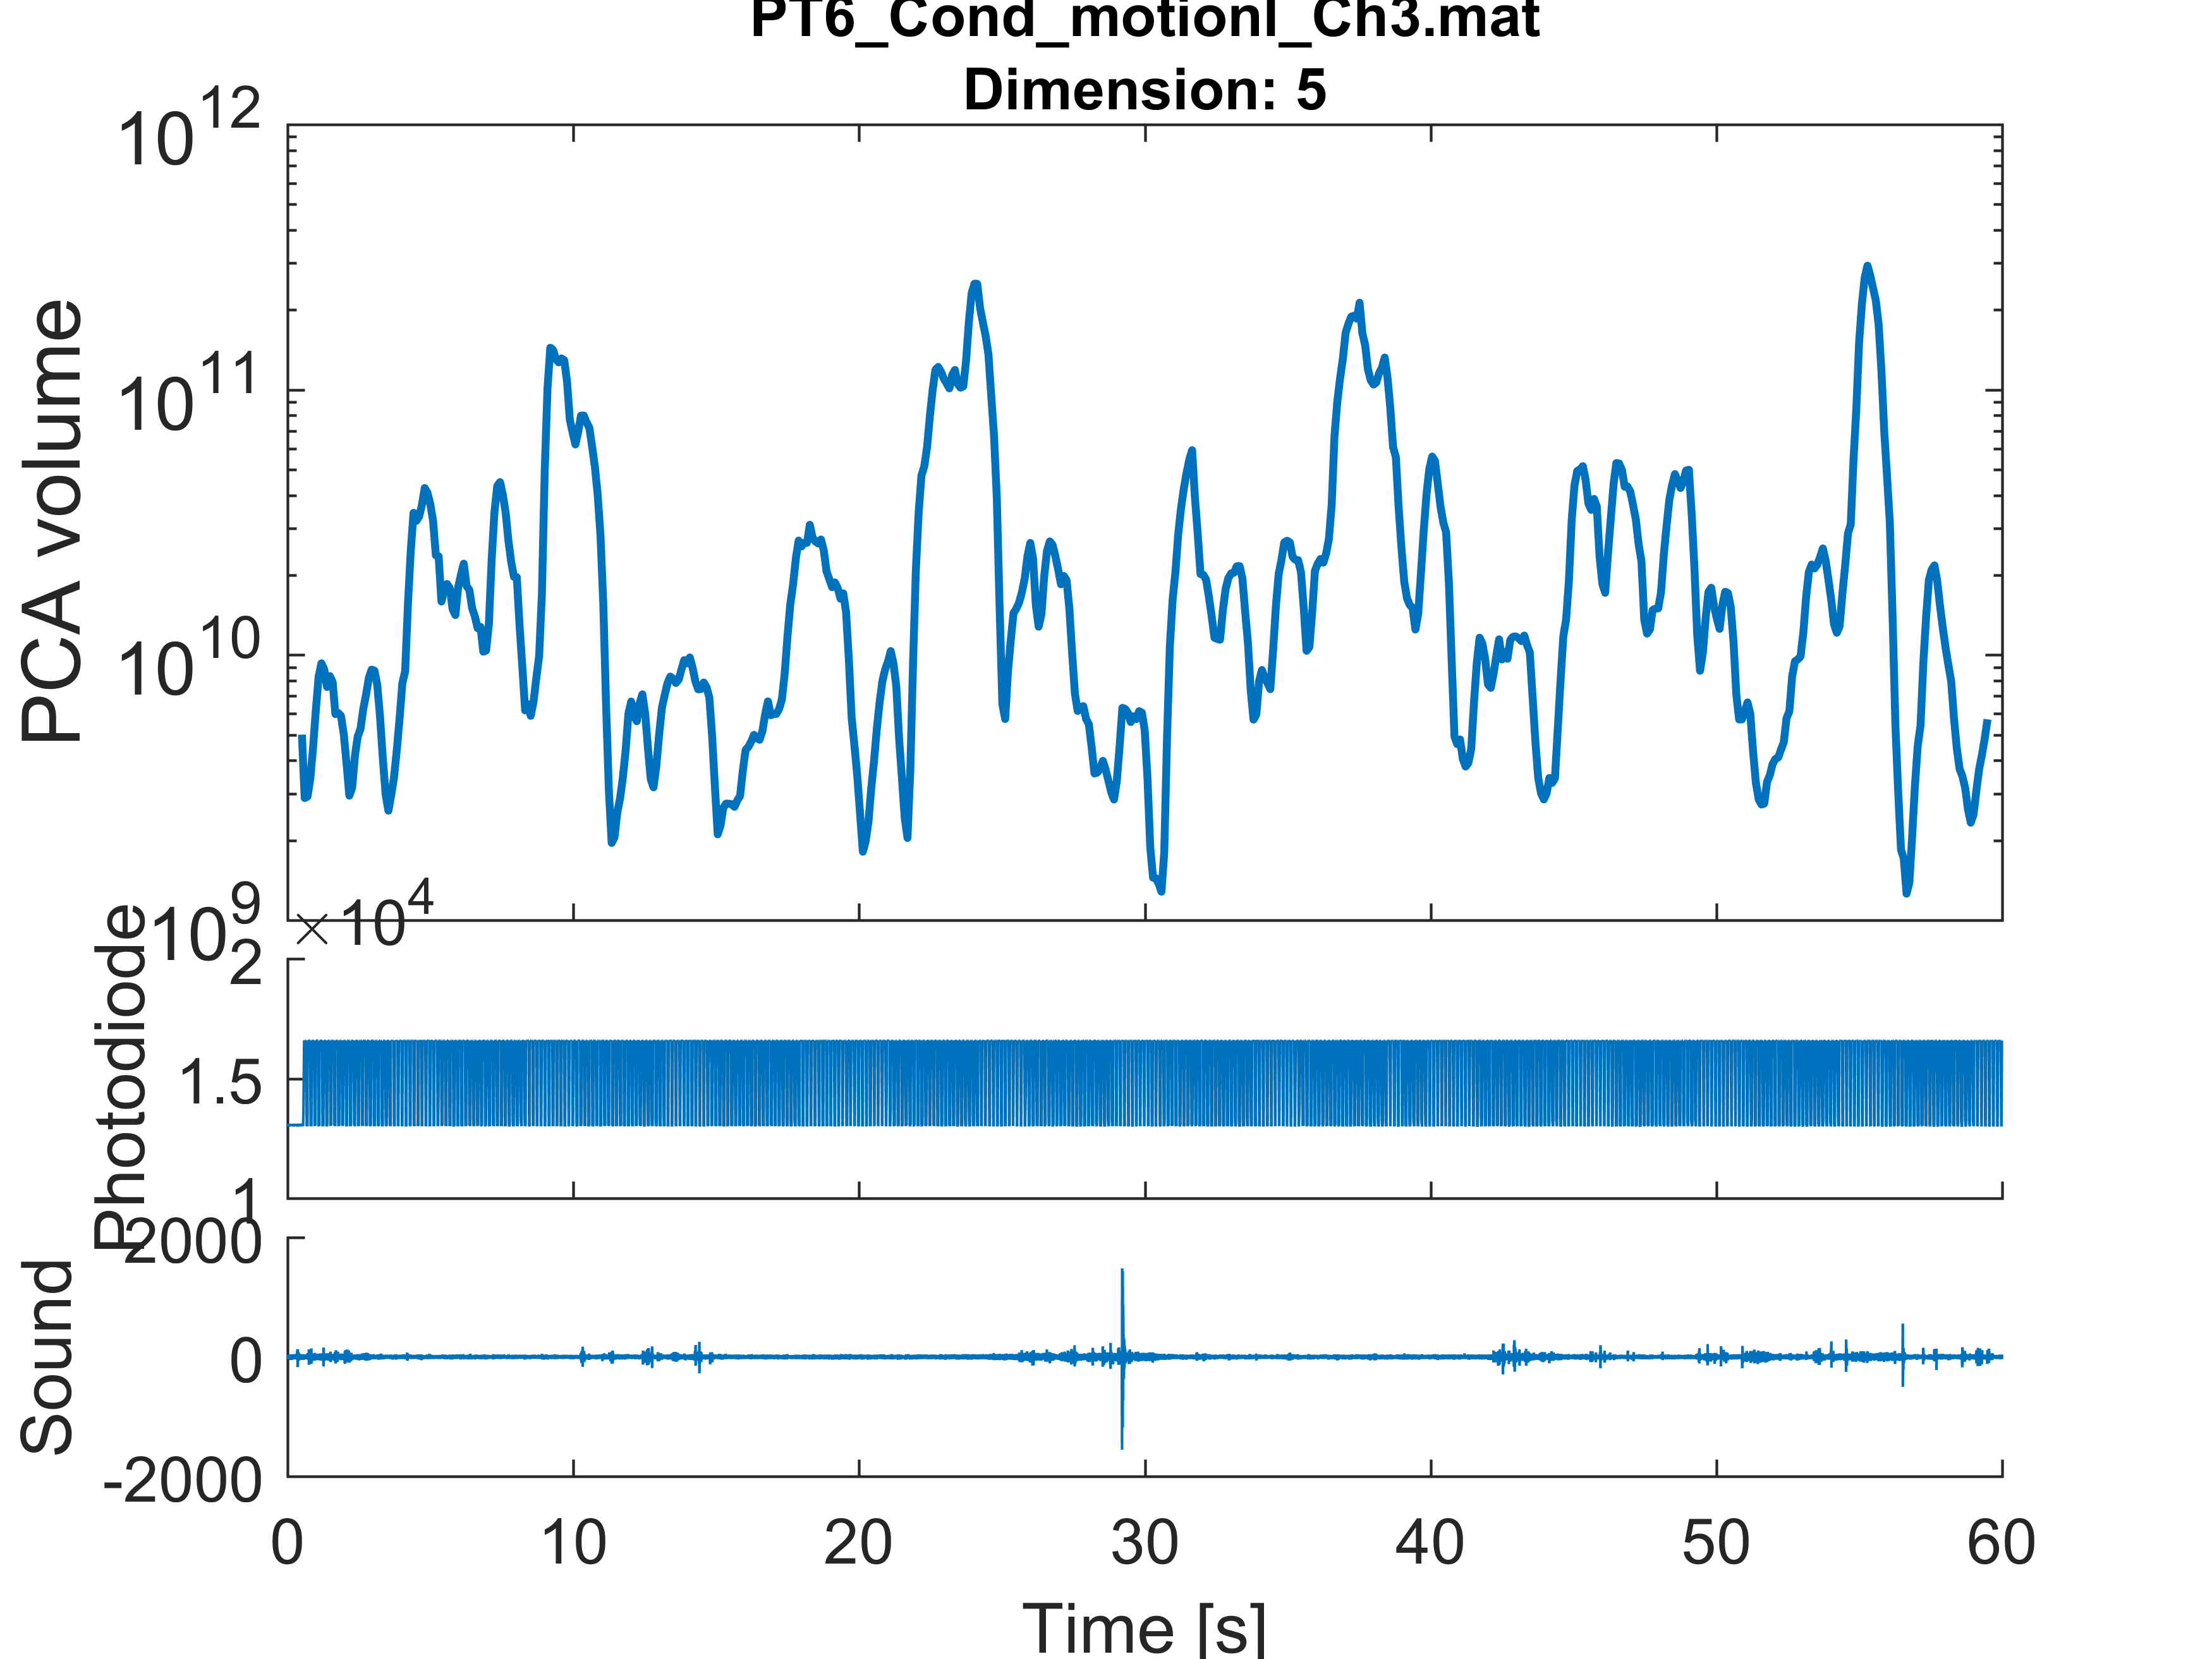 PT6_Cond_motionI_Ch3.mat
Dimension: 5
PCA volume
10^12
10^11
10^10
10^9
×10^4
Photodiode
2
1.5
1
Sound
2000
0
-2000
0 10 20 30 40 50 60
Time [s]